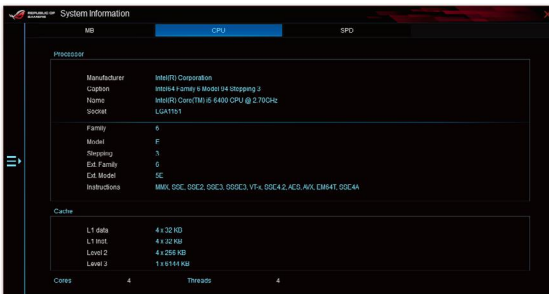 REPUBLIC OF GAMERS System Information
MB CPU SPD
Processor
Manufacturer Intel(R) Corporation
Caption Intel64 Family 6 Model 94 Stepping 3
Name Intel(R) Core(TM) i5 6400 CPU @ 2.70GHz
Socket LGA1151
Family 6
Model E
Stepping 3
Ext. Family 6
Ext. Model 5E
Instructions MMX, SSE, SSE2, SSE3, SSSE3, VT-x, SSE4.2, AES, AVX, EM64T, SSE4A
Cache
L1 data 4 x 32 KB
L1 Inst. 4 x 32 KB
Level 2 4 x 256 KB
Level 3 1 x 6144 KB
Cores 4 Threads 4